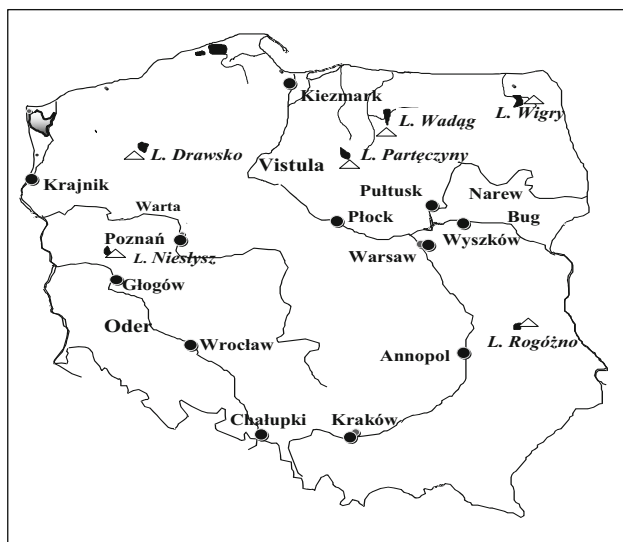 Kiezmark
L. Wigry
L. Wadąg
L. Drawsko
Vistula
L. Partęczyny
Krajnik
Pułtusk
Narew
Warta
Płock
Bug
Poznań
Wyszków
L. Niesłysz
Warsaw
Głogów
Oder
Wrocław
Annopol
L. Rogóżno
Chałupki
Kraków